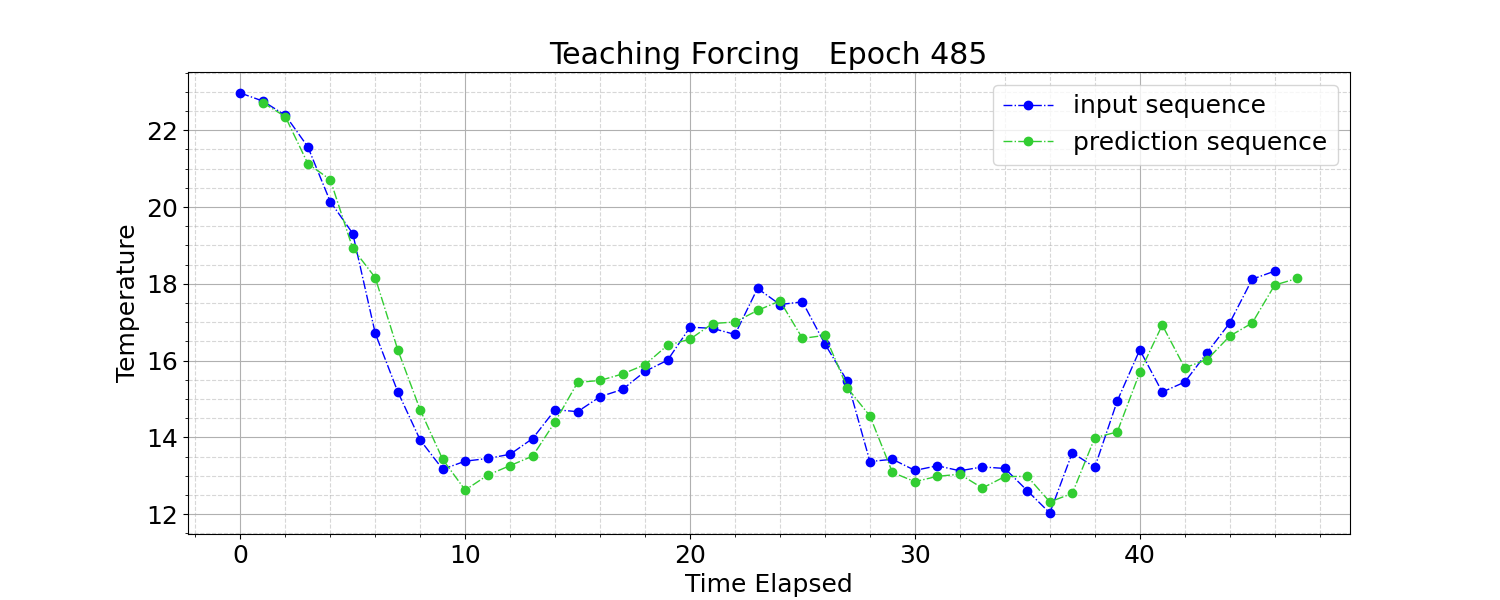 Teaching Forcing   Epoch 485
input sequence
prediction sequence
Temperature
22
20
18
16
14
12
0 10 20 30 40
Time Elapsed